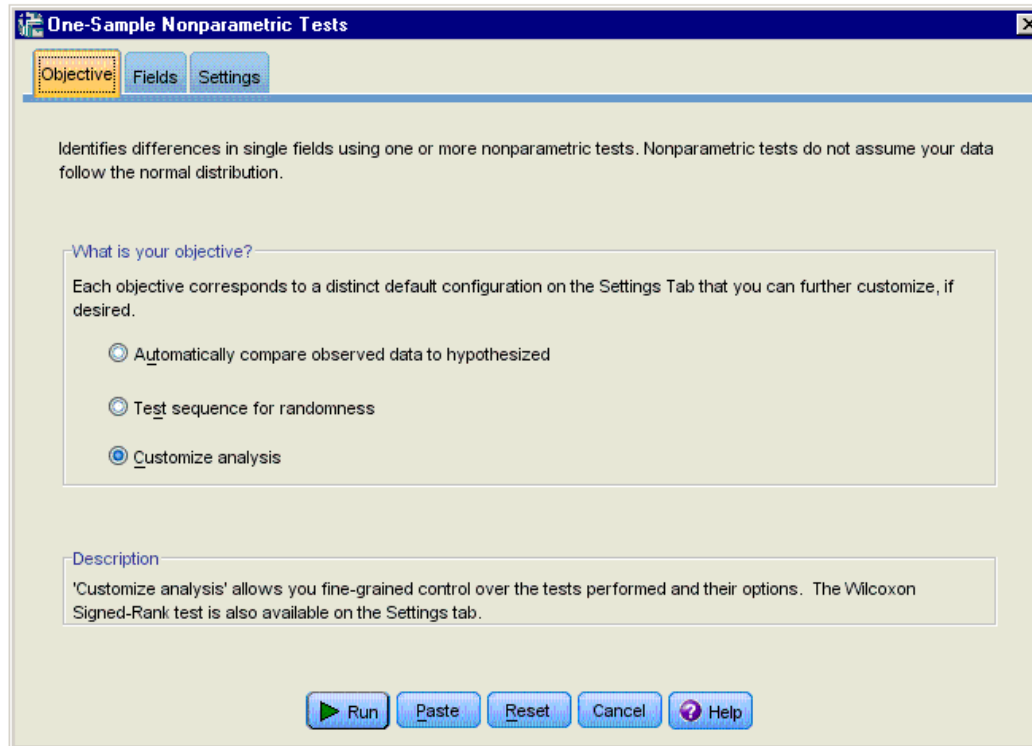 One-Sample Nonparametric Tests
Objective
Fields
Settings
Identifies differences in single fields using one or more nonparametric tests. Nonparametric tests do not assume your data
follow the normal distribution.
What is your objective?
Each objective corresponds to a distinct default configuration on the Settings Tab that you can further customize, if
desired.
Automatically compare observed data to hypothesized
Test sequence for randomness
Customize analysis
Description
'Customize analysis' allows you fine-grained control over the tests performed and their options. The Wilcoxon
Signed-Rank test is also available on the Settings tab.
Run
Paste
Reset
Cancel
Help